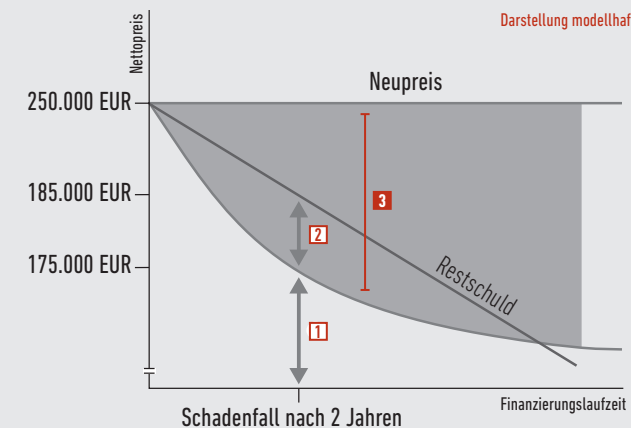 Darstellung modellhaf
Nettopreis
Neupreis
250.000 EUR
185.000 EUR
3
2
175.000 EUR
Restschuld
1
Finanzierungslaufzeit
Schadenfall nach 2 Jahren